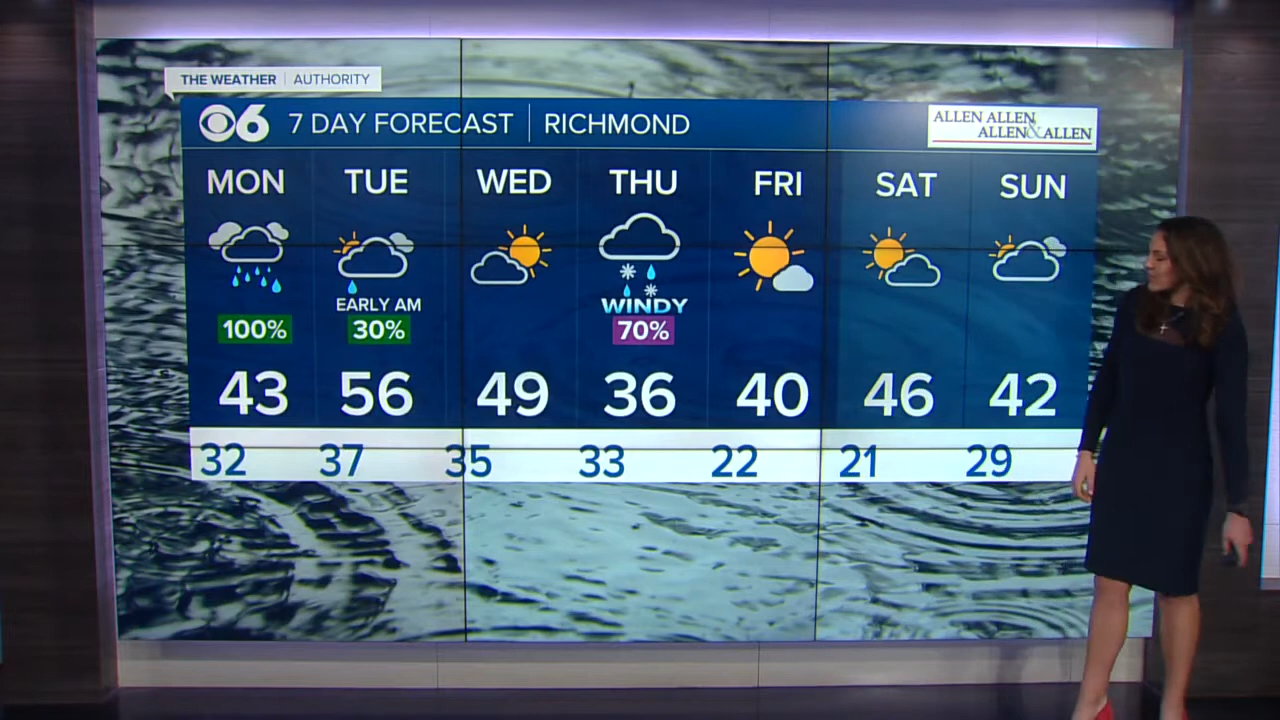 THE WEATHER | AUTHORITY
6 7 DAY FORECAST | RICHMOND
ALLEN ALLEN
ALLEN & ALLEN
MON TUE WED THU FRI SAT SUN
EARLY AM WINDY
100% 30% 70%
43 56 49 36 40 46 42
32 37 35 33 22 21 29